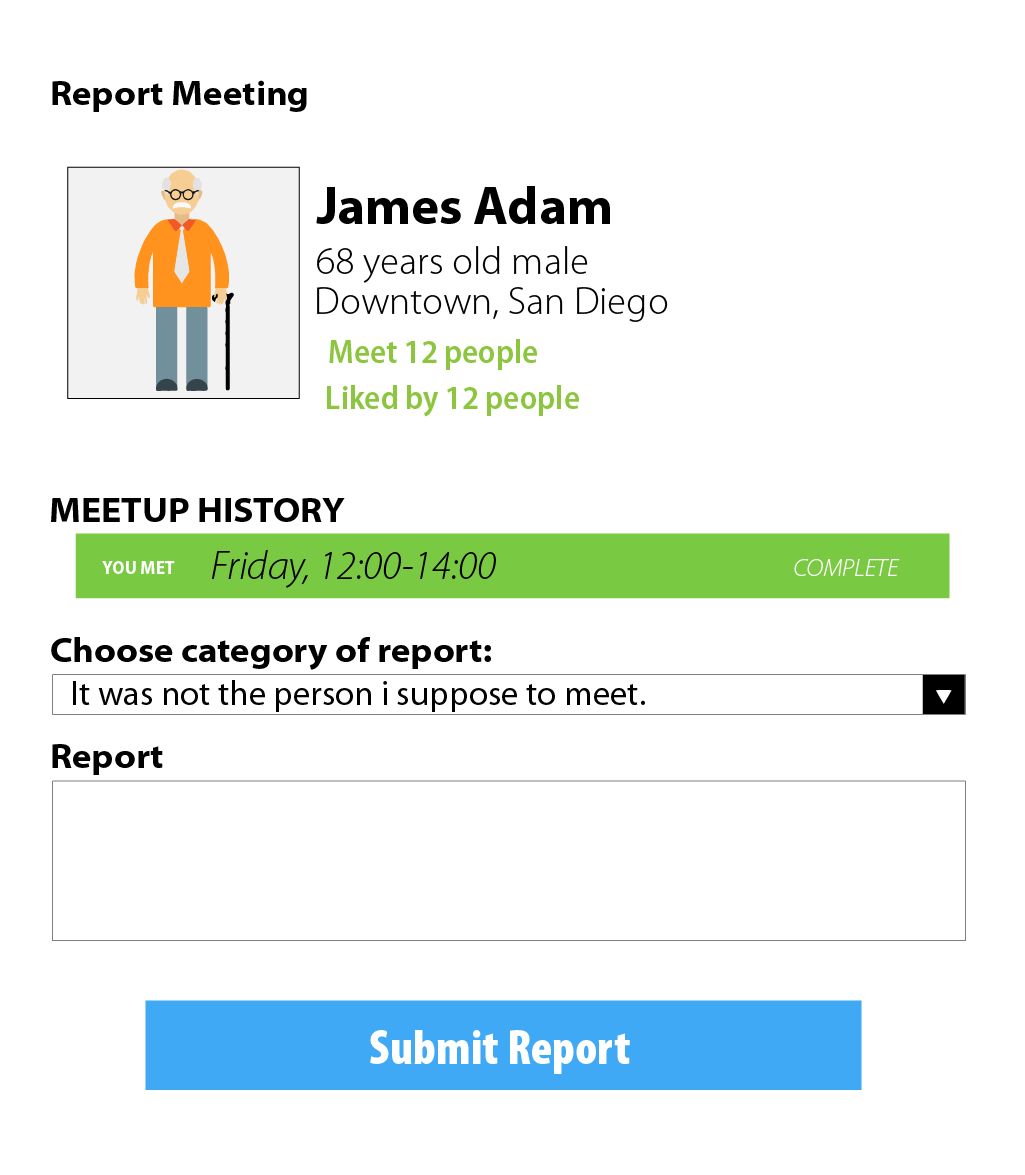 Report Meeting
James Adam
68 years old male
Downtown, San Diego
Meet 12 people
Liked by 12 people
MEETUP HISTORY
YOU MET Friday, 12:00-14:00 COMPLETE
Choose category of report:
It was not the person i suppose to meet.
Report
Submit Report